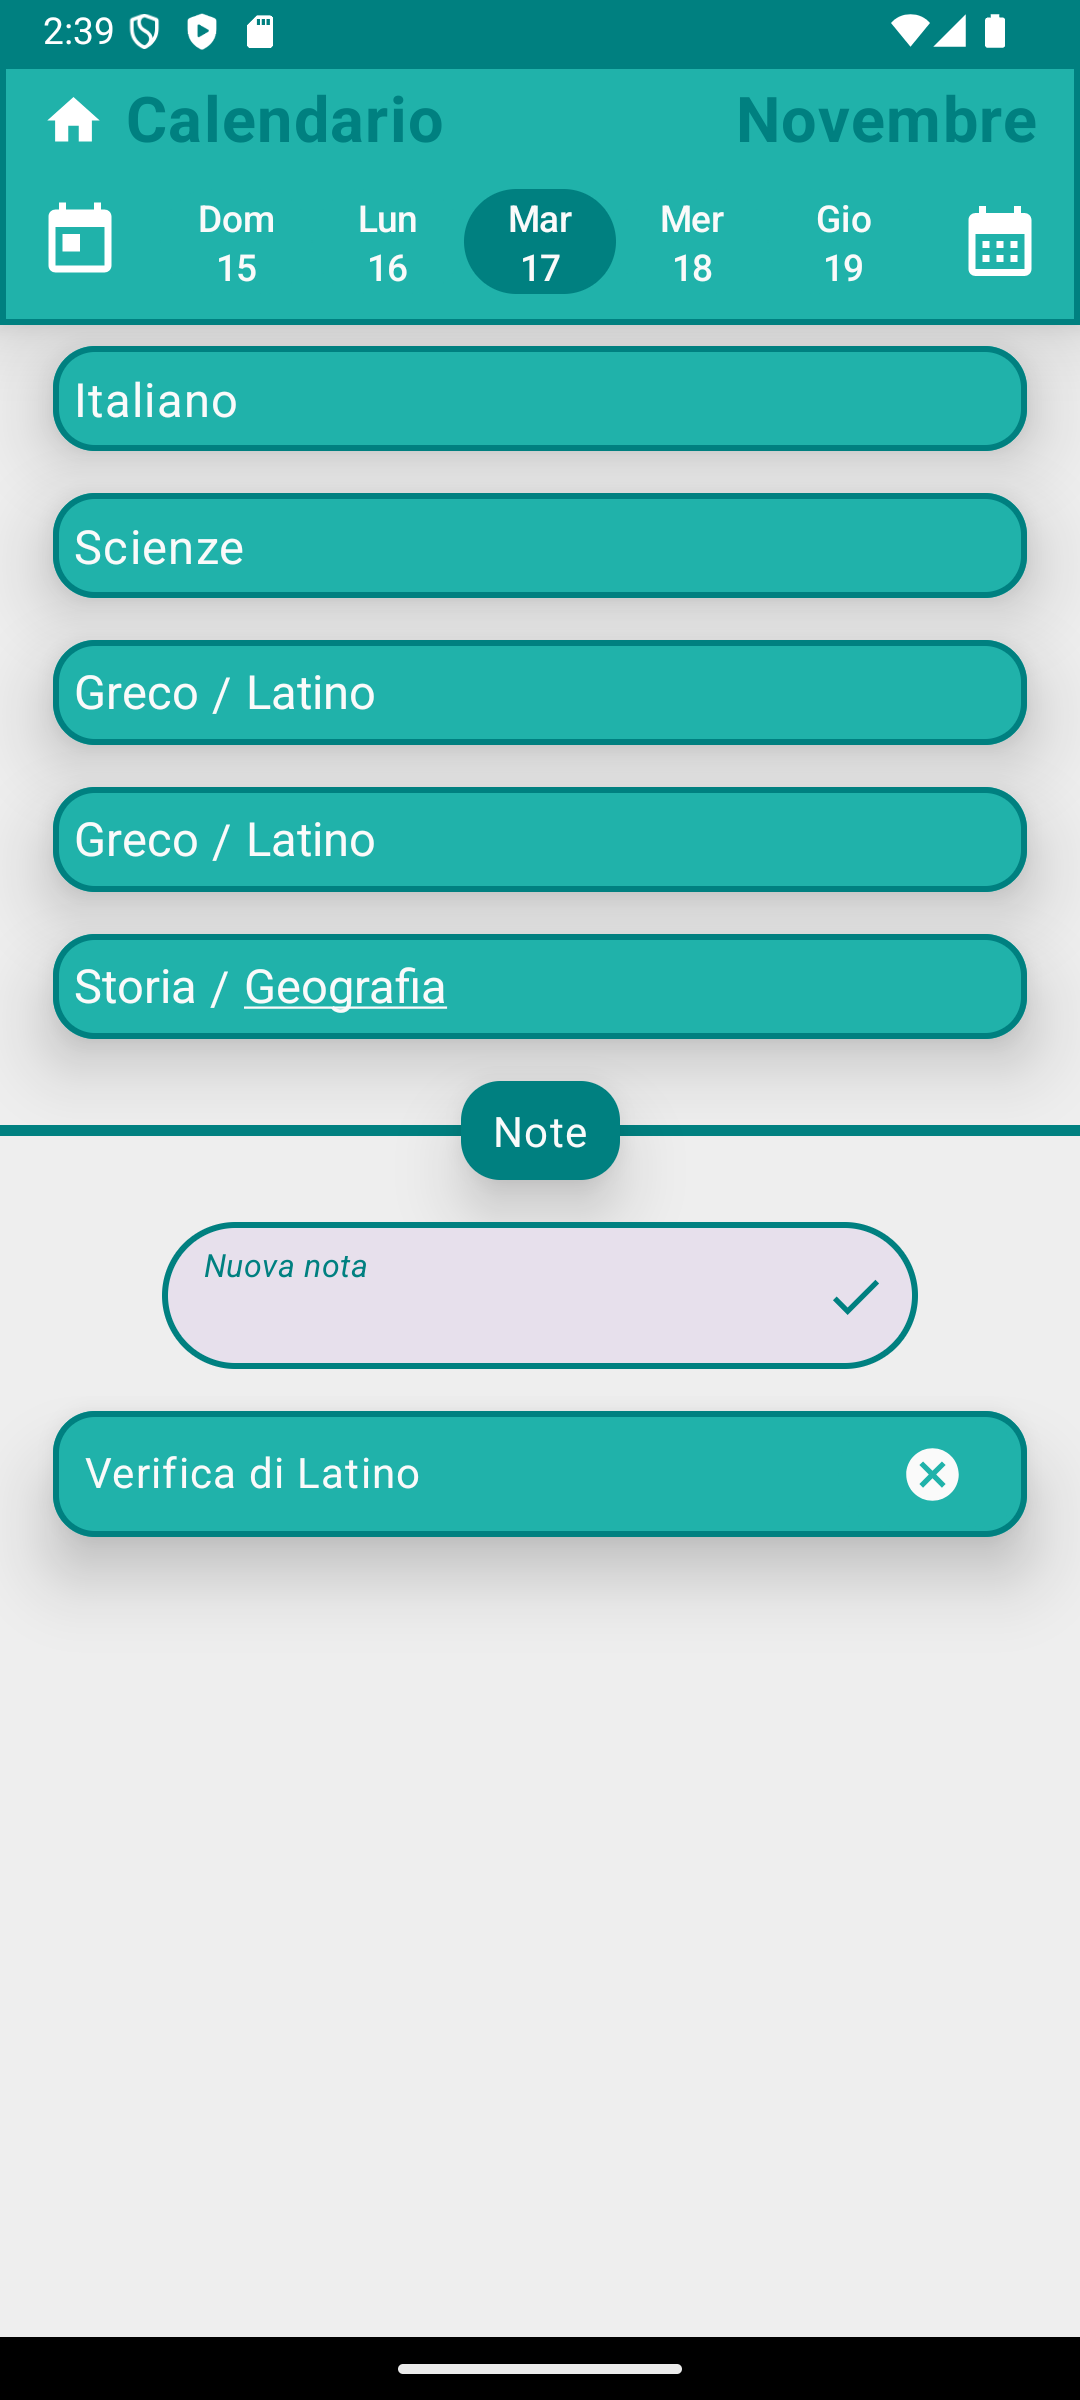 2:39
Calendario Novembre
Dom Lun Mar Mer Gio
15 16 17 18 19
Italiano
Scienze
Greco / Latino
Greco / Latino
Storia / Geografia
Note
Nuova nota
Verifica di Latino